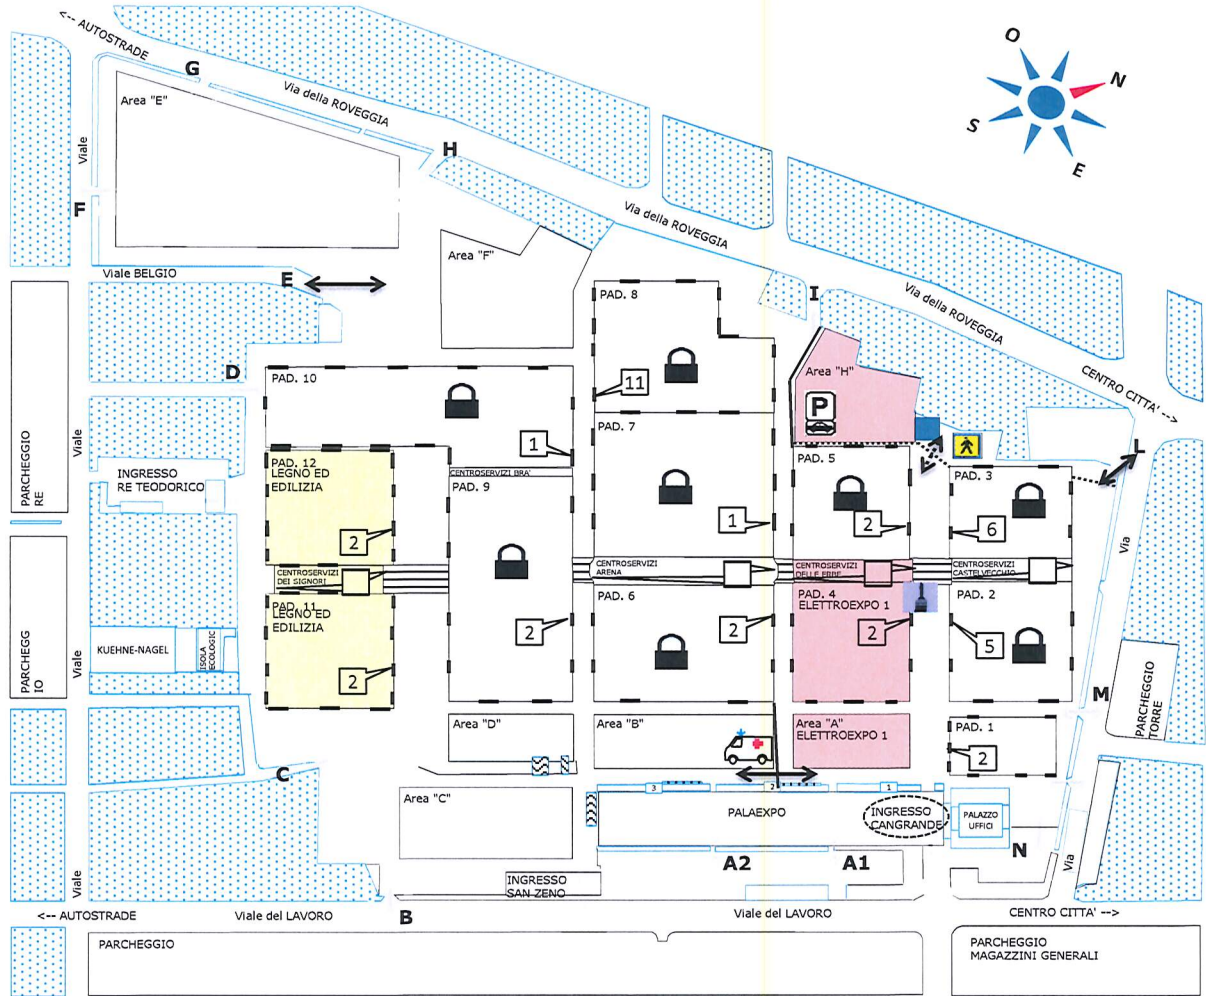 <-- AUTOSTRADE
G
Via della ROVEGGIA
O
N
S
E
Area "E"
H
Viale
F
Via della ROVEGGIA
Viale BELGIO
E
Area "F"
PAD. 8
I
Via della ROVEGGIA
D
PAD. 10
11
Area "H"
P
CENTRO CITTA' -->
L
PAD. 7
1
CENTROSERVIZI BRA'
PAD. 5
PAD. 3
PARCHEGGIO
RE
Viale
INGRESSO
RE TEODORICO
PAD. 12
LEGNO ED
EDILIZIA
2
PAD. 9
1
2
6
Via
CENTROSERVIZI
DEI SIGNORI
CENTROSERVIZI
ARENA
CENTROSERVIZI
DELLE ERBE
CENTROSERVIZI
CASTELVECCHIO
PAD. 11
LEGNO ED
EDILIZIA
2
2
PAD. 6
2
PAD. 4
ELETTROEXPO 1
2
PAD. 2
5
PARCHEGG
IO
Viale
KUEHNE-NAGEL
ISOLA
ECOLOGIC
M
PARCHEGGIO
TORRE
Area "D"
Area "B"
Area "A"
ELETTROEXPO 1
PAD. 1
2
C
Area "C"
3
2
1
PALAEXPO
INGRESSO
CANGRANDE
PALAZZO
UFFICI
N
A2
A1
Via
INGRESSO
SAN ZENO
Viale
<-- AUTOSTRADE
Viale del LAVORO
B
Viale del LAVORO
CENTRO CITTA' -->
PARCHEGGIO
PARCHEGGIO
MAGAZZINI GENERALI